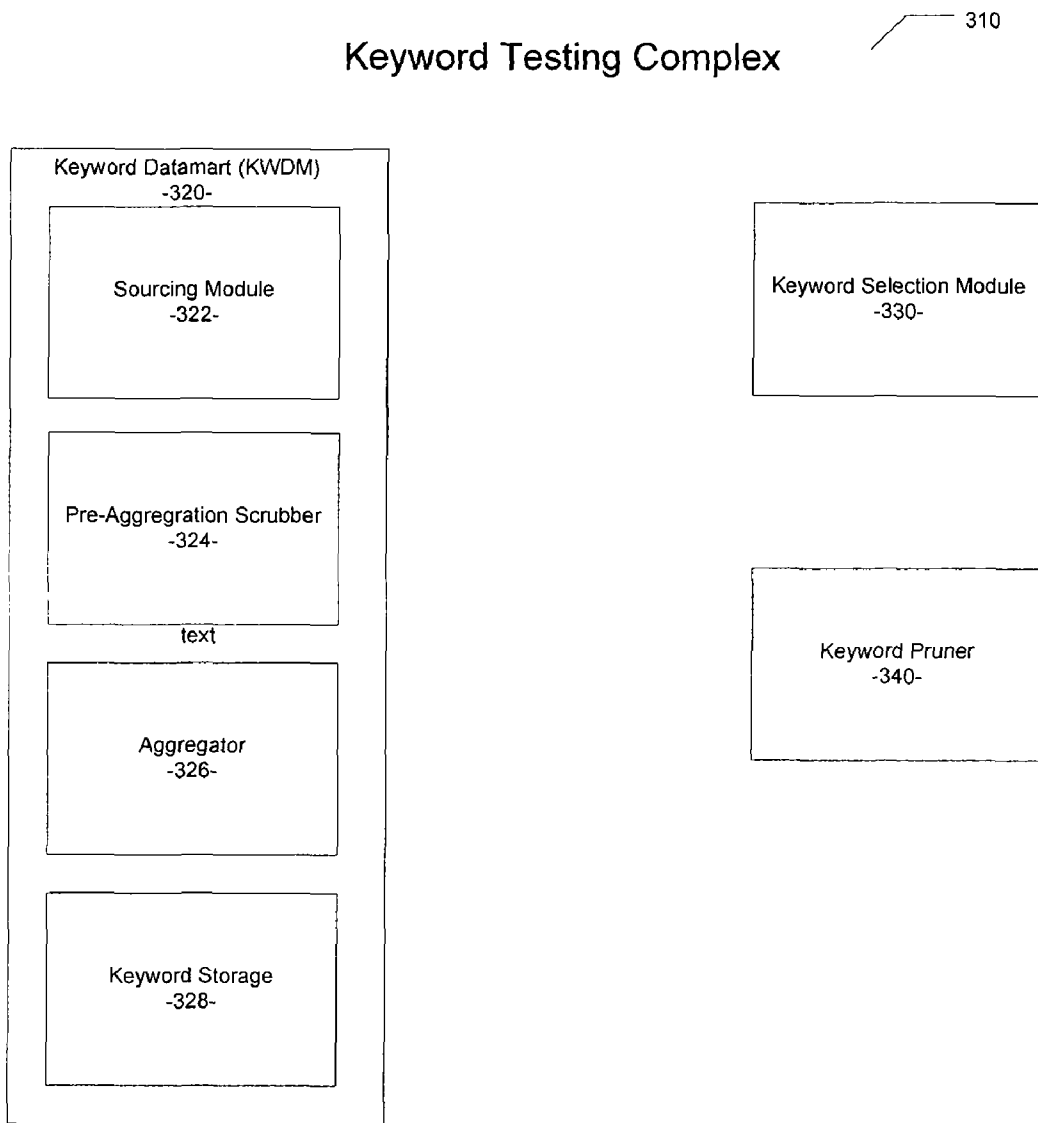 310
Keyword Testing Complex
Keyword Datamart (KWDM)
-320-
Sourcing Module
-322-
Pre-Aggregration Scrubber
-324-
text
Aggregator
-326-
Keyword Storage
-328-
Keyword Selection Module
-330-
Keyword Pruner
-340-